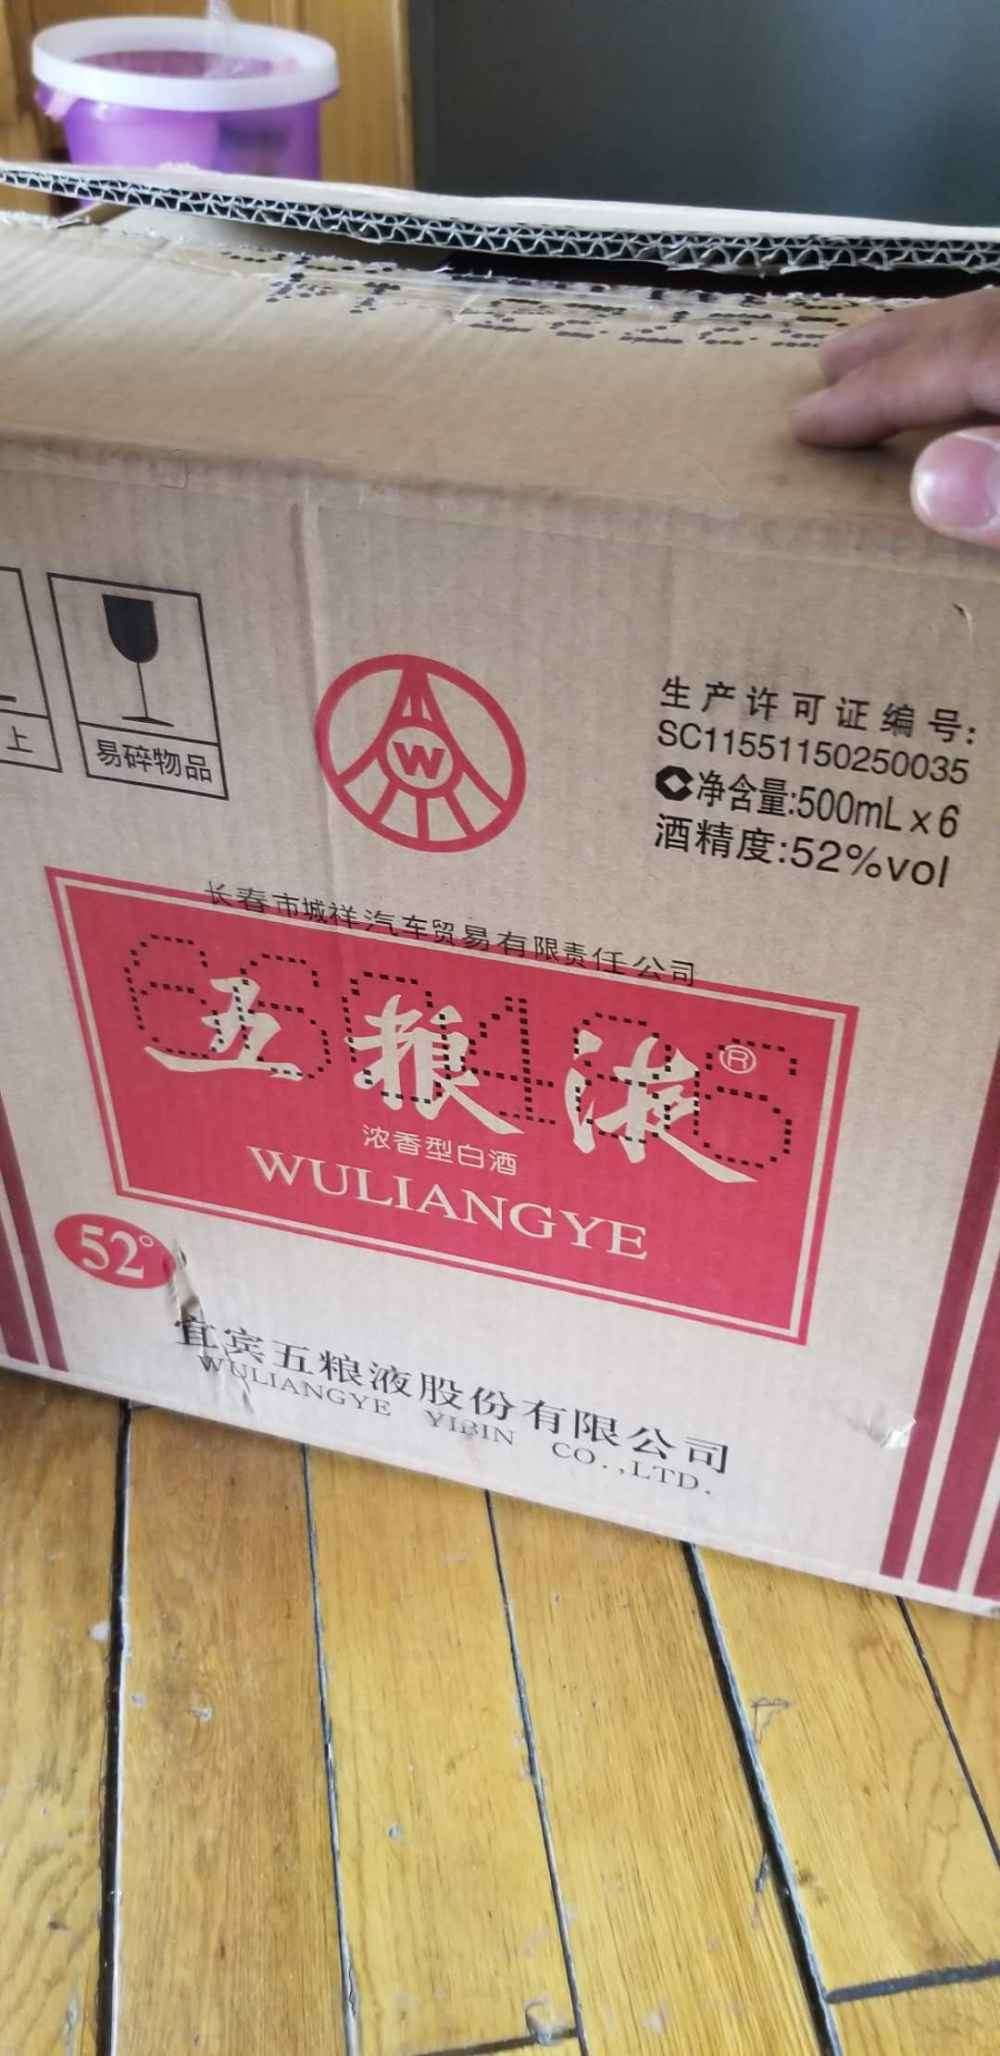 上
易碎物品
W
生产许可证编号:
SC11551150250035
净含量:500mL×6
酒精度:52%vol
长春市城祥汽车贸易有限责任公司
五粮液®
浓香型白酒
WULIANGYE
52°
宜宾五粮液股份有限公司
WULIANGYE YIBIN CO.,LTD.